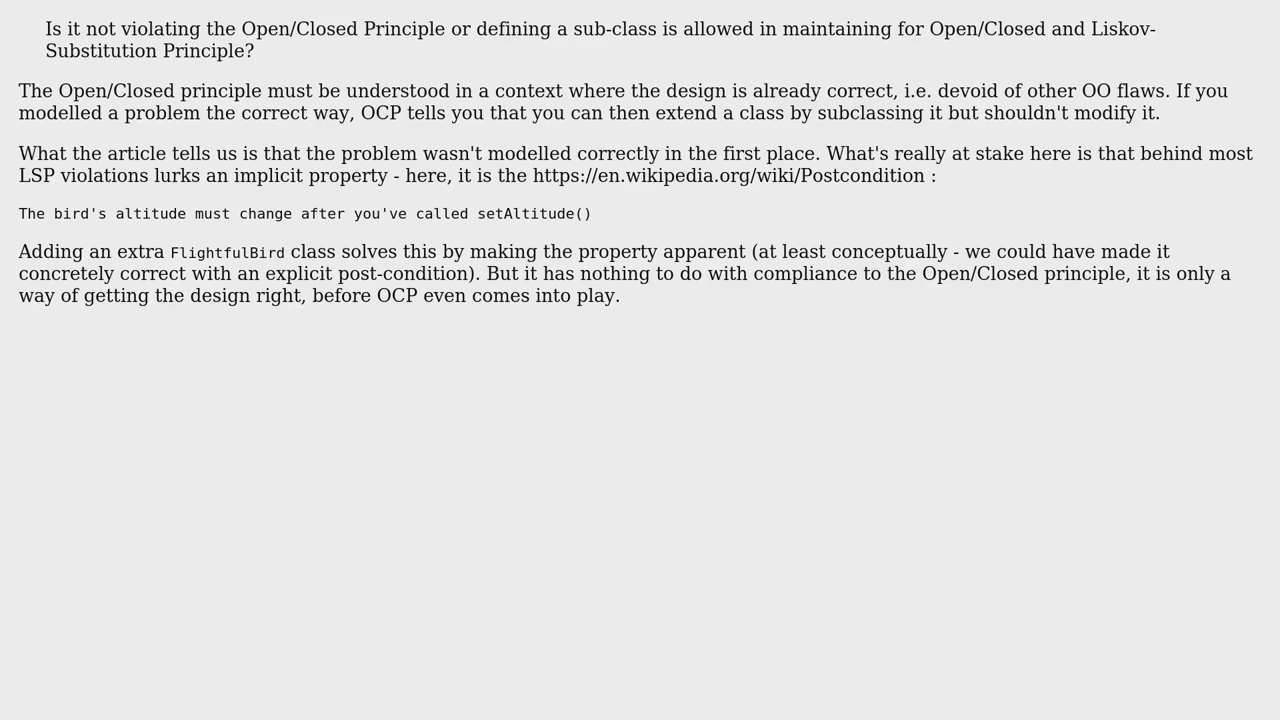 Is it not violating the Open/Closed Principle or defining a sub-class is allowed in maintaining for Open/Closed and Liskov-
Substitution Principle?
The Open/Closed principle must be understood in a context where the design is already correct, i.e. devoid of other OO flaws. If you
modelled a problem the correct way, OCP tells you that you can then extend a class by subclassing it but shouldn't modify it.
What the article tells us is that the problem wasn't modelled correctly in the first place. What's really at stake here is that behind most
LSP violations lurks an implicit property - here, it is the https://en.wikipedia.org/wiki/Postcondition :
The bird's altitude must change after you've called setAltitude()
Adding an extra FlightfulBird class solves this by making the property apparent (at least conceptually - we could have made it
concretely correct with an explicit post-condition). But it has nothing to do with compliance to the Open/Closed principle, it is only a
way of getting the design right, before OCP even comes into play.